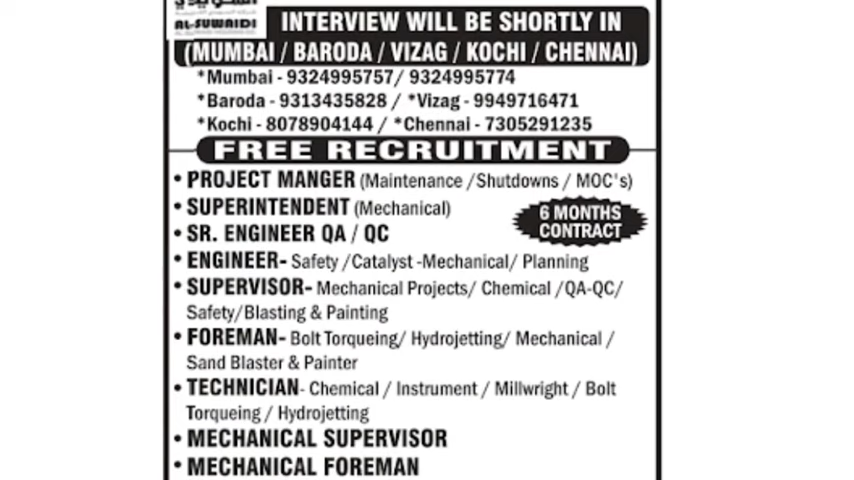 AL-SUWAIDI
INTERVIEW WILL BE SHORTLY IN
(MUMBAI / BARODA / VIZAG / KOCHI / CHENNAI)
*Mumbai - 9324995757/ 9324995774
*Baroda - 9313435828 / *Vizag - 9949716471
*Kochi - 8078904144 / *Chennai - 7305291235
FREE RECRUITMENT
• PROJECT MANGER (Maintenance /Shutdowns / MOC's)
• SUPERINTENDENT (Mechanical)
6 MONTHS
CONTRACT
• SR. ENGINEER QA / QC
• ENGINEER- Safety /Catalyst -Mechanical/ Planning
• SUPERVISOR- Mechanical Projects/ Chemical /QA-QC/
Safety/Blasting & Painting
• FOREMAN- Bolt Torqueing/ Hydrojetting/ Mechanical /
Sand Blaster & Painter
• TECHNICIAN- Chemical / Instrument / Millwright / Bolt
Torqueing / Hydrojetting
• MECHANICAL SUPERVISOR
• MECHANICAL FOREMAN